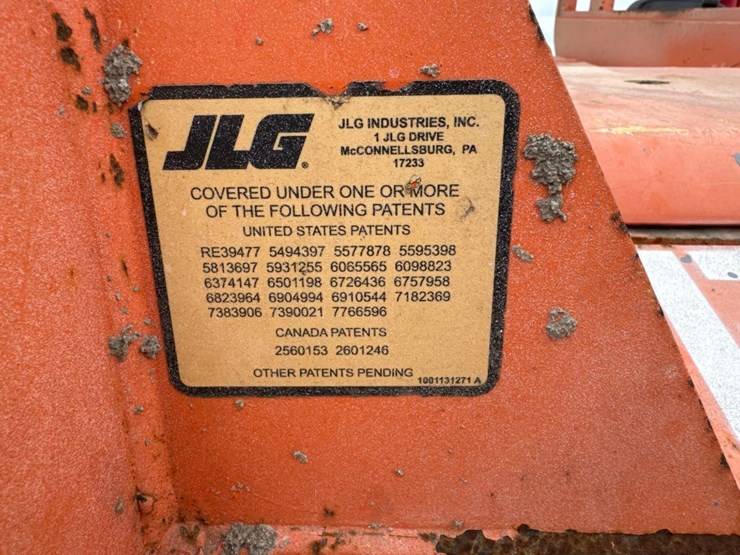 JLG
JLG INDUSTRIES, INC.
1 JLG DRIVE
McCONNELLSBURG, PA
17233
COVERED UNDER ONE OR MORE
OF THE FOLLOWING PATENTS
UNITED STATES PATENTS
RE39477 5494397 5577878 5595398
5813697 5931255 6065565 6098823
6374147 6501198 6726436 6757958
6823964 6904994 6910544 7182369
7383906 7390021 7766596
CANADA PATENTS
2560153 2601246
OTHER PATENTS PENDING
1001131271 A